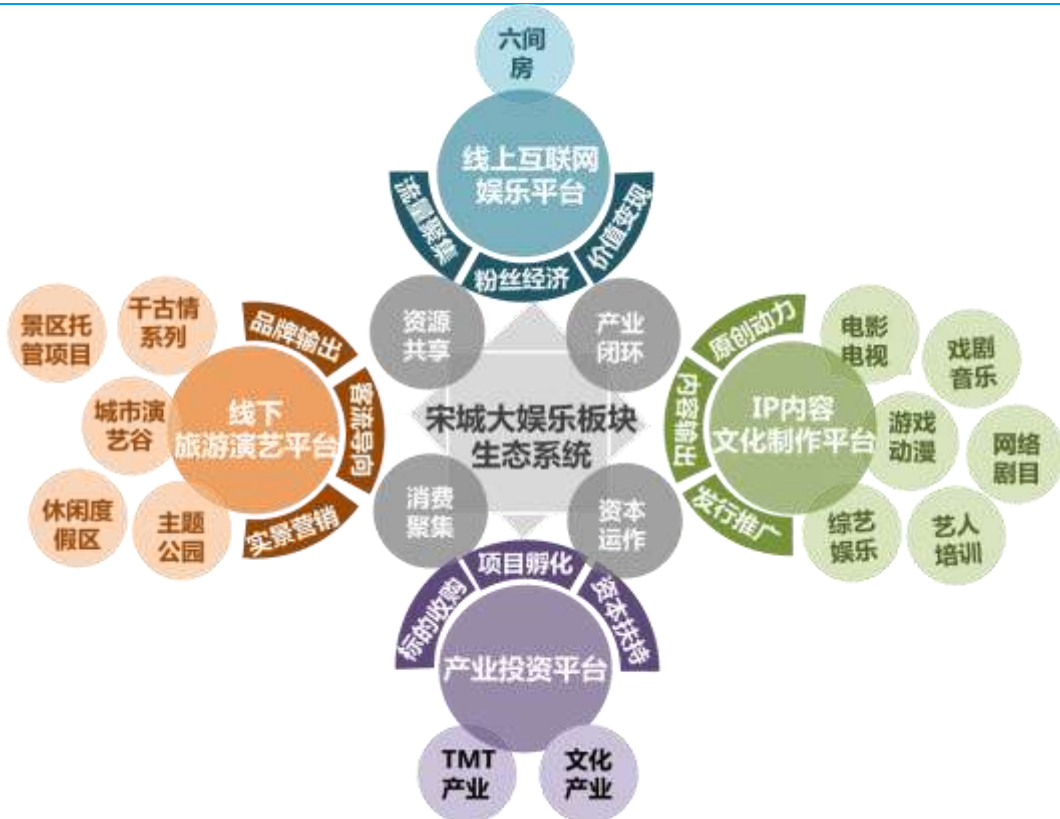 六间
房
线上互联网
娱乐平台
流量聚集
粉丝经济
价值变现
资源
共享
产业
闭环
宋城大娱乐板块
生态系统
消费
聚集
资本
运作
景区托
管项目
千古情
系列
城市演
艺谷
休闲度
假区
主题
公园
线下
旅游演艺平台
品牌输出
客流导向
实景营销
原创动力
内容输出
发行推广
IP内容
文化制作平台
电影
电视
戏剧
音乐
游戏
动漫
网络
剧目
综艺
娱乐
艺人
培训
标的收购
项目孵化
资本扶持
产业投资平台
TMT
产业
文化
产业